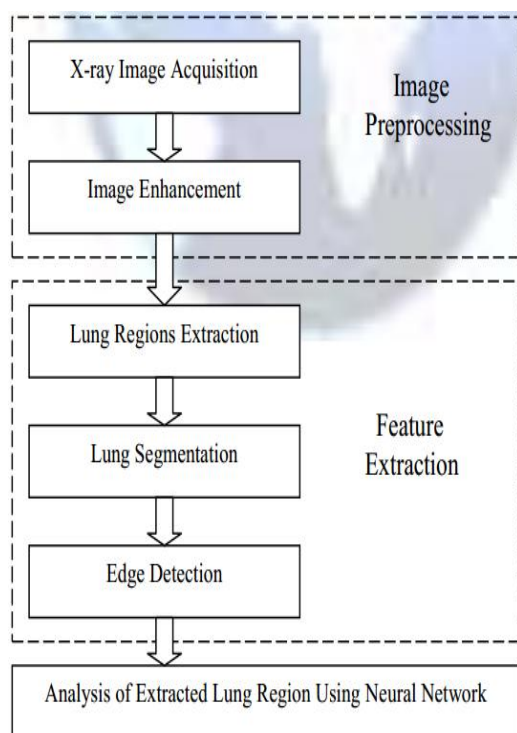 X-ray Image Acquisition
Image
Preprocessing
Image Enhancement
Lung Regions Extraction
Lung Segmentation
Feature
Extraction
Edge Detection
Analysis of Extracted Lung Region Using Neural Network